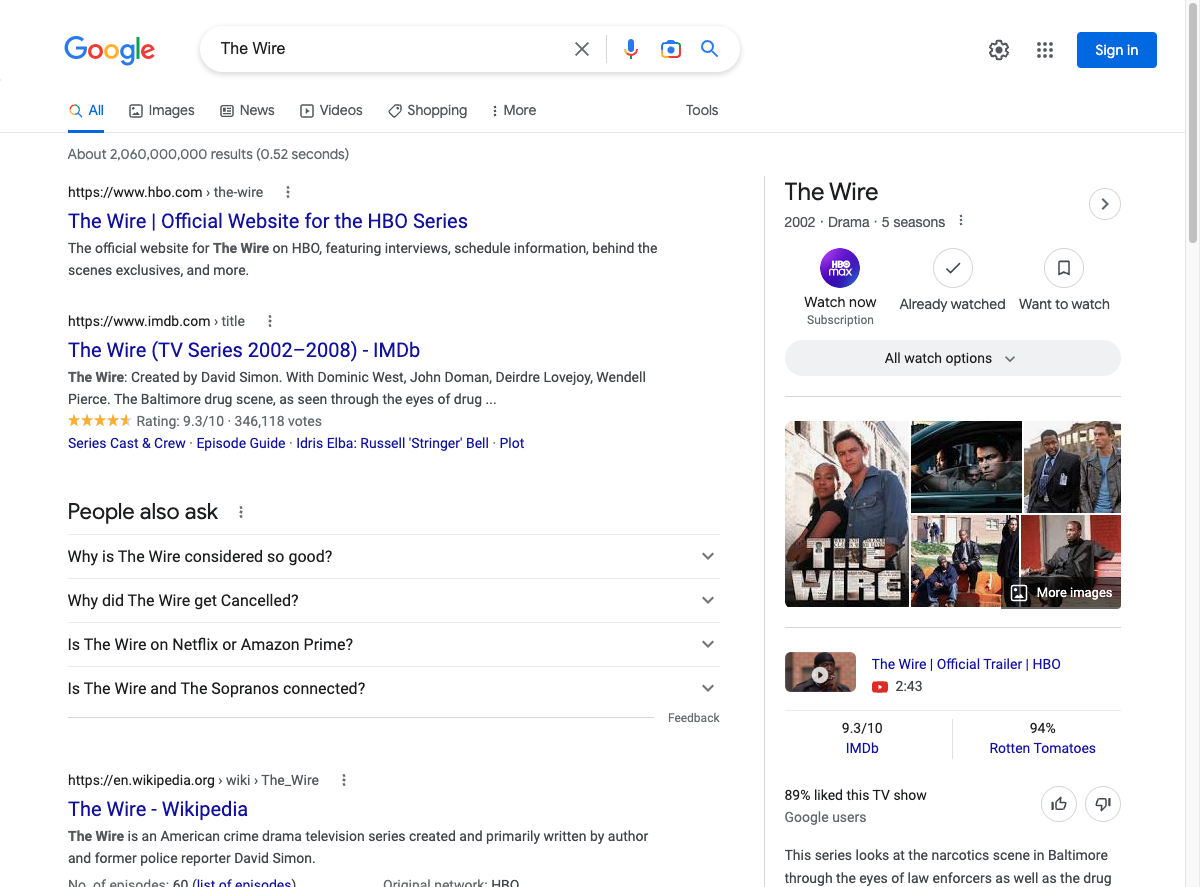 Google
The Wire
Sign in
All
Images
News
Videos
Shopping
More
Tools
About 2,060,000,000 results (0.52 seconds)
https://www.hbo.com › the-wire
The Wire | Official Website for the HBO Series
The official website for The Wire on HBO, featuring interviews, schedule information, behind the
scenes exclusives, and more.
https://www.imdb.com › title
The Wire (TV Series 2002–2008) - IMDb
The Wire: Created by David Simon. With Dominic West, John Doman, Deirdre Lovejoy, Wendell
Pierce. The Baltimore drug scene, as seen through the eyes of drug ...
Rating: 9.3/10 · 346,118 votes
Series Cast & Crew · Episode Guide · Idris Elba: Russell 'Stringer' Bell · Plot
People also ask
Why is The Wire considered so good?
Why did The Wire get Cancelled?
Is The Wire on Netflix or Amazon Prime?
Is The Wire and The Sopranos connected?
Feedback
https://en.wikipedia.org › wiki › The_Wire
The Wire - Wikipedia
The Wire is an American crime drama television series created and primarily written by author
and former police reporter David Simon.
No. of episodes: 60 (list of episodes)
Original network: HBO
The Wire
2002 · Drama · 5 seasons
HBO
max
Watch now
Subscription
Already watched
Want to watch
All watch options
THE
WIRE
More images
The Wire | Official Trailer | HBO
2:43
9.3/10
IMDb
94%
Rotten Tomatoes
89% liked this TV show
Google users
This series looks at the narcotics scene in Baltimore
through the eyes of law enforcers as well as the drug